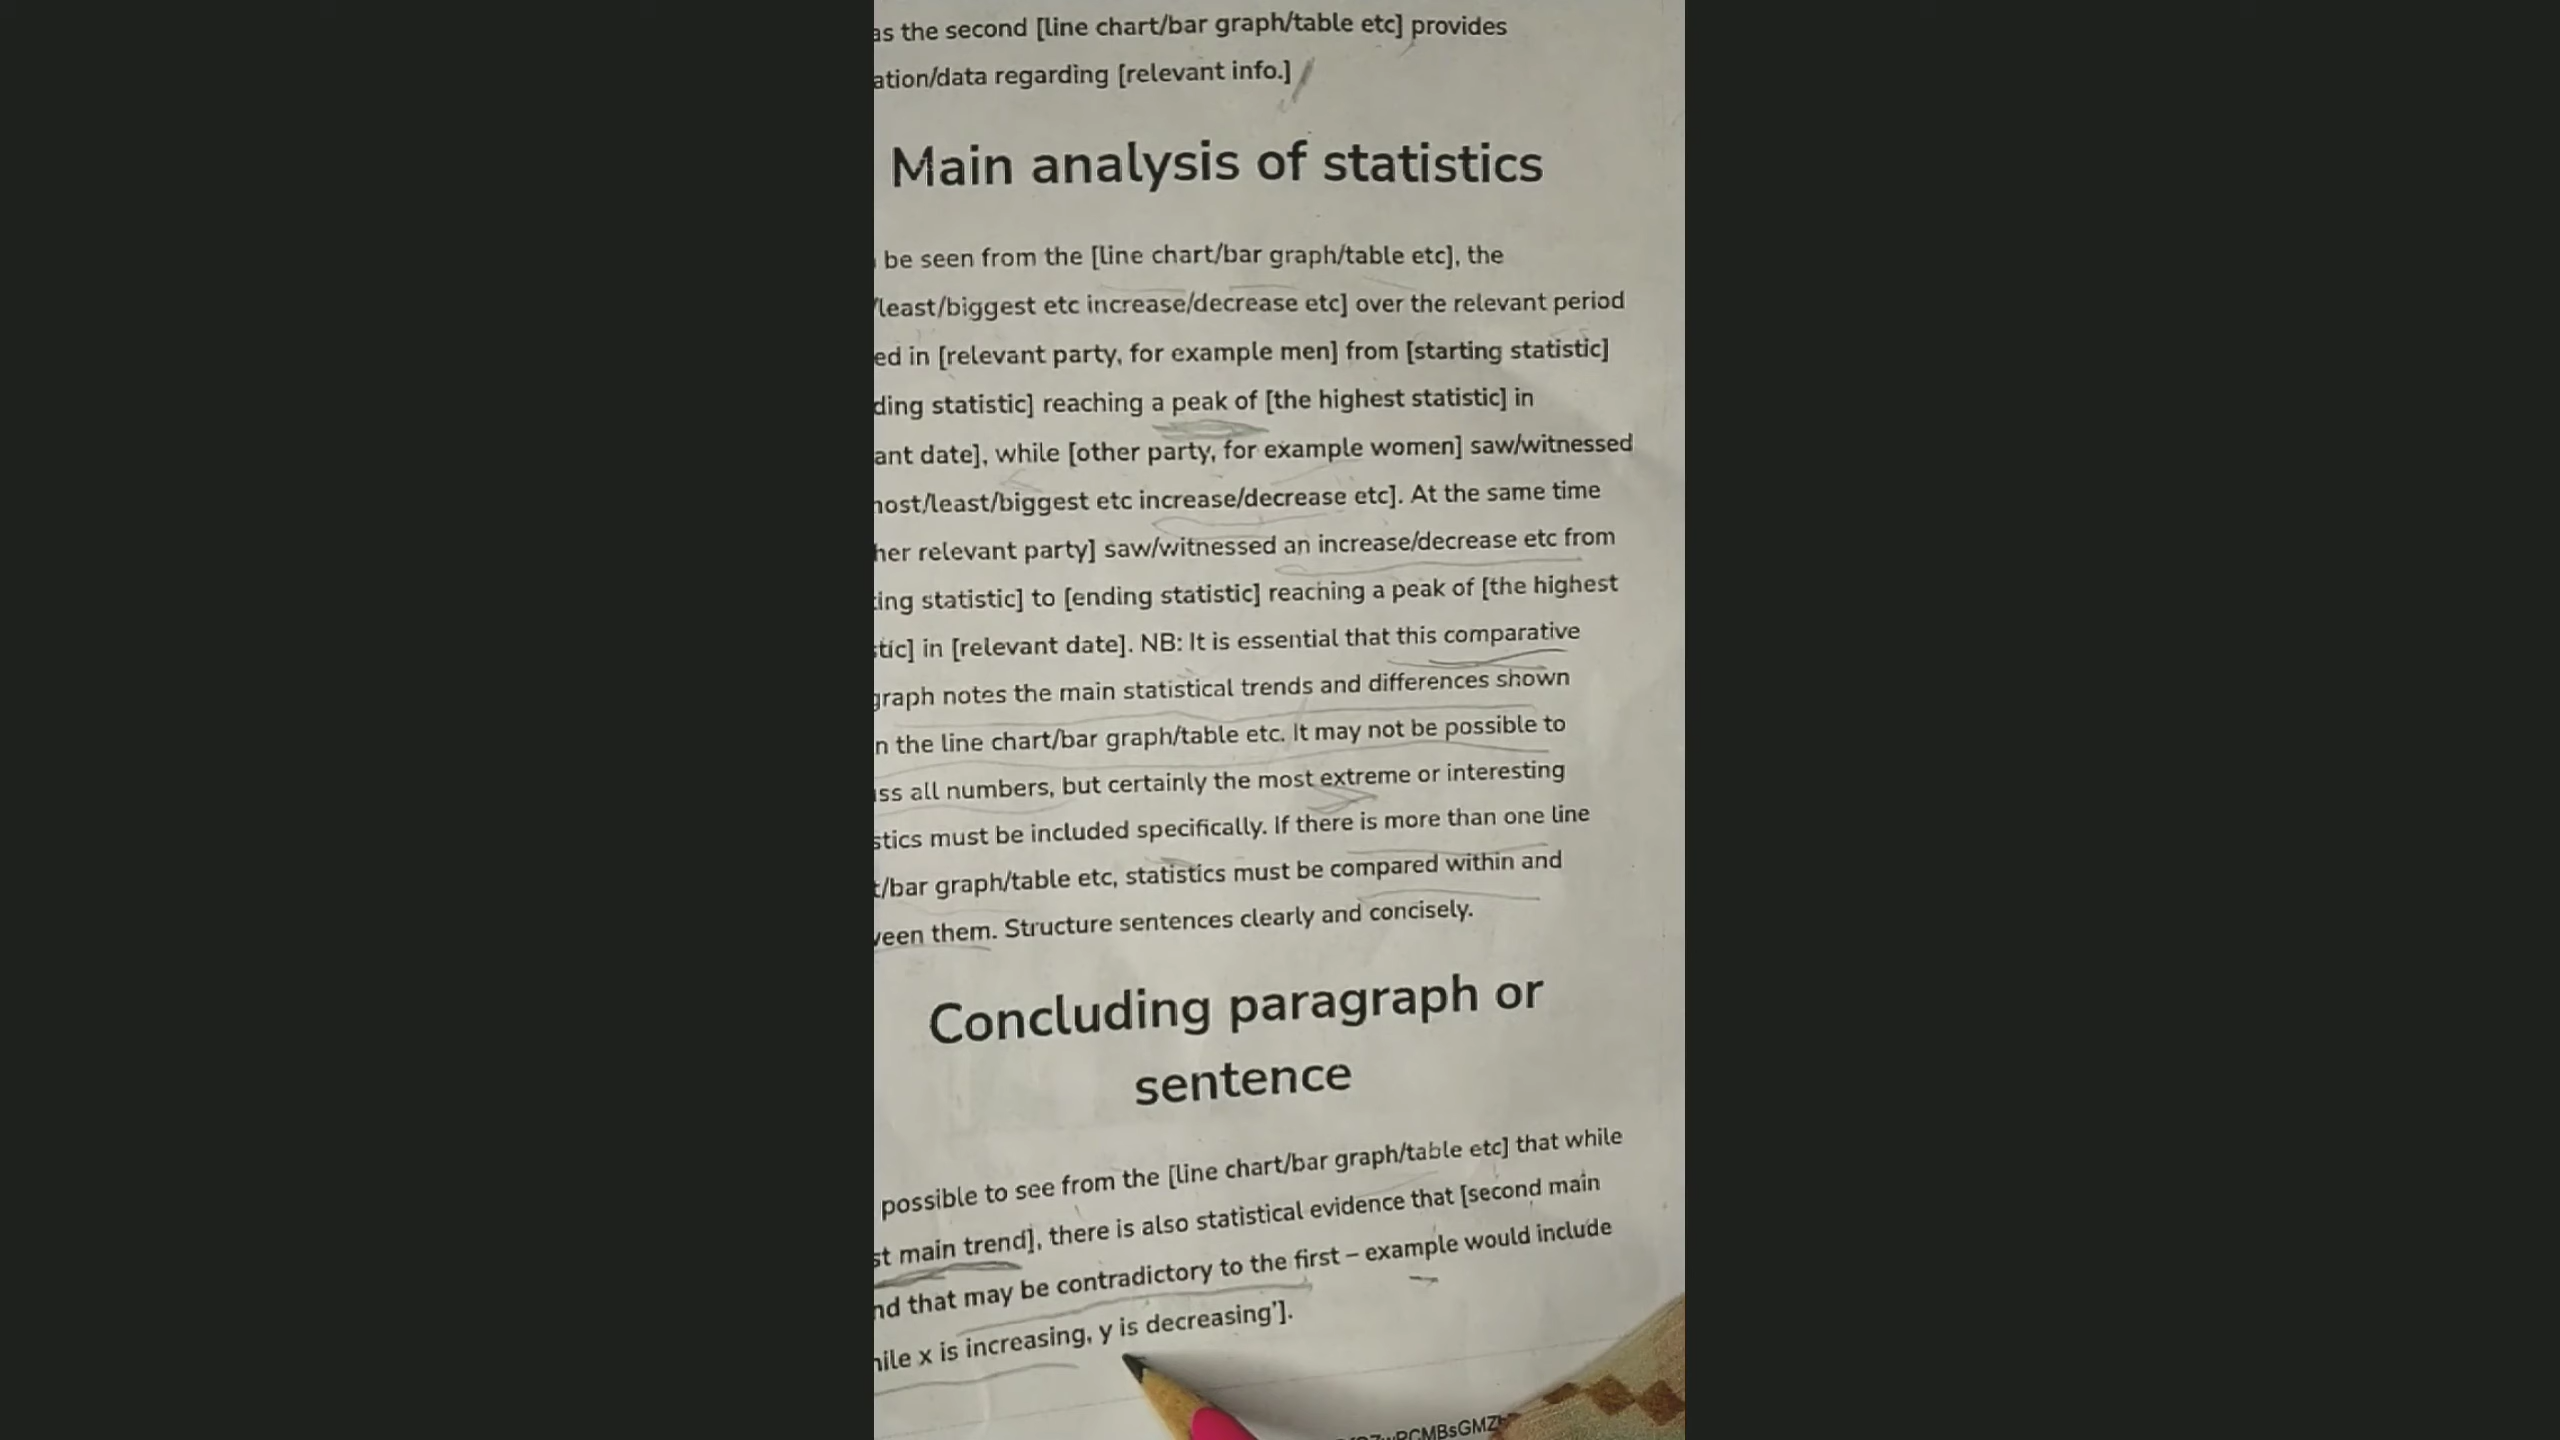 as the second [line chart/bar graph/table etc] provides
ation/data regarding [relevant info.]
Main analysis of statistics
be seen from the [line chart/bar graph/table etc], the
/least/biggest etc increase/decrease etc] over the relevant period
ed in [relevant party, for example men] from [starting statistic]
ding statistic] reaching a peak of [the highest statistic] in
ant date], while [other party, for example women] saw/witnessed
ost/least/biggest etc increase/decrease etc]. At the same time
her relevant party] saw/witnessed an increase/decrease etc from
ing statistic] to [ending statistic] reaching a peak of [the highest
tic] in [relevant date]. NB: It is essential that this comparative
graph notes the main statistical trends and differences shown
n the line chart/bar graph/table etc. It may not be possible to
ss all numbers, but certainly the most extreme or interesting
stics must be included specifically. If there is more than one line
t/bar graph/table etc, statistics must be compared within and
een them. Structure sentences clearly and concisely.
Concluding paragraph or
sentence
possible to see from the [line chart/bar graph/table etc] that while
st main trend], there is also statistical evidence that [second main
nd that may be contradictory to the first – example would include
hile x is increasing, y is decreasing'].